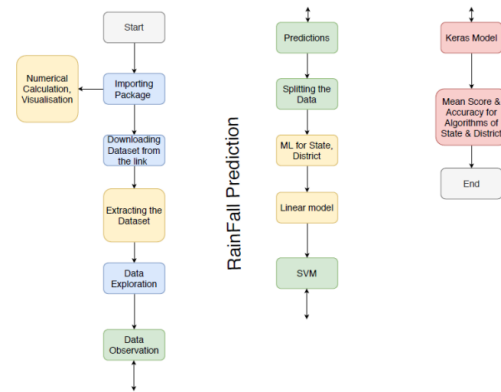 Start
Numerical
Calculation,
Visualisation
Importing
Package
Downloading
Dataset from
the link
Extracting the
Dataset
Data
Exploration
Data
Observation
RainFall Prediction
Predictions
Splitting the
Data
ML for State,
District
Linear model
SVM
Keras Model
Mean Score &
Accuracy for
Algorithms of
State & District
End